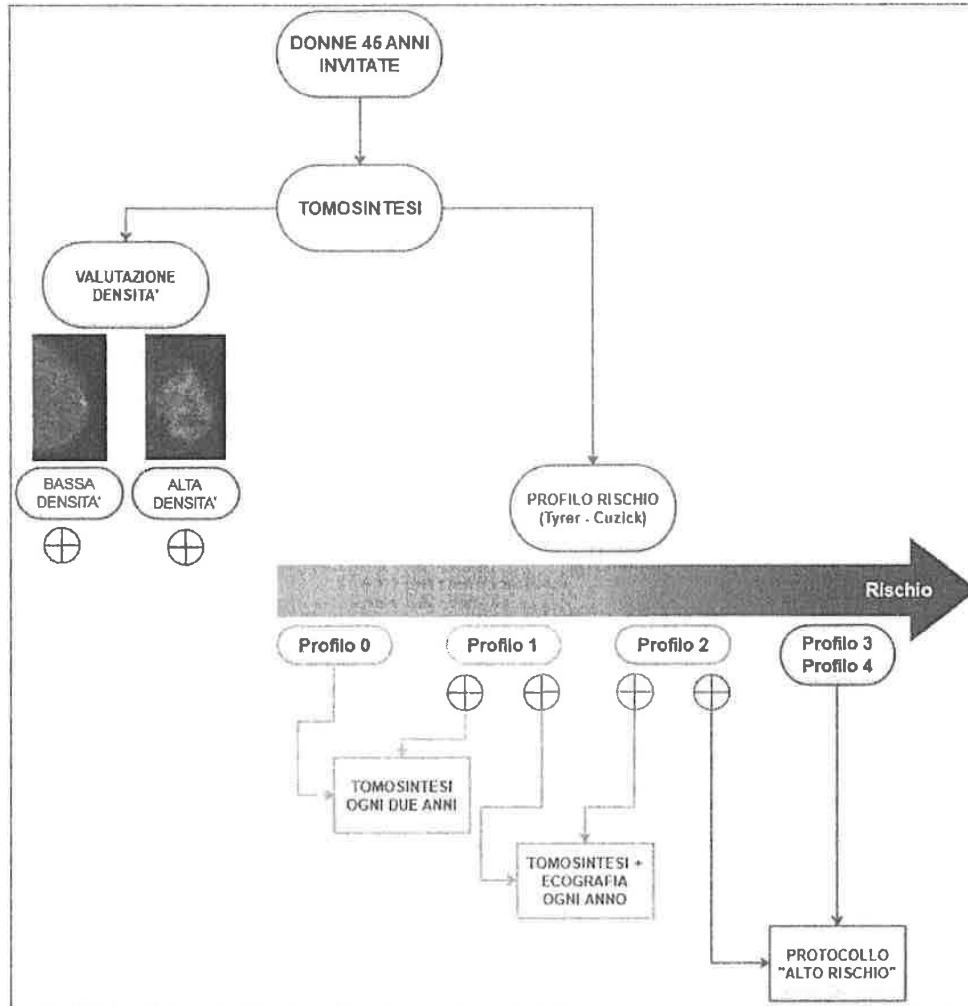 DONNE 45 ANNI
INVITATE
TOMOSINTESI
VALUTAZIONE
DENSITA'
BASSA
DENSITA'
ALTA
DENSITA'
PROFILO RISCHIO
(Tyrer - Cuzick)
Rischio
Profilo 0
Profilo 1
Profilo 2
Profilo 3
Profilo 4
TOMOSINTESI
OGNI DUE ANNI
TOMOSINTESI +
ECOGRAFIA
OGNI ANNO
PROTOCOLLO
"ALTO RISCHIO"